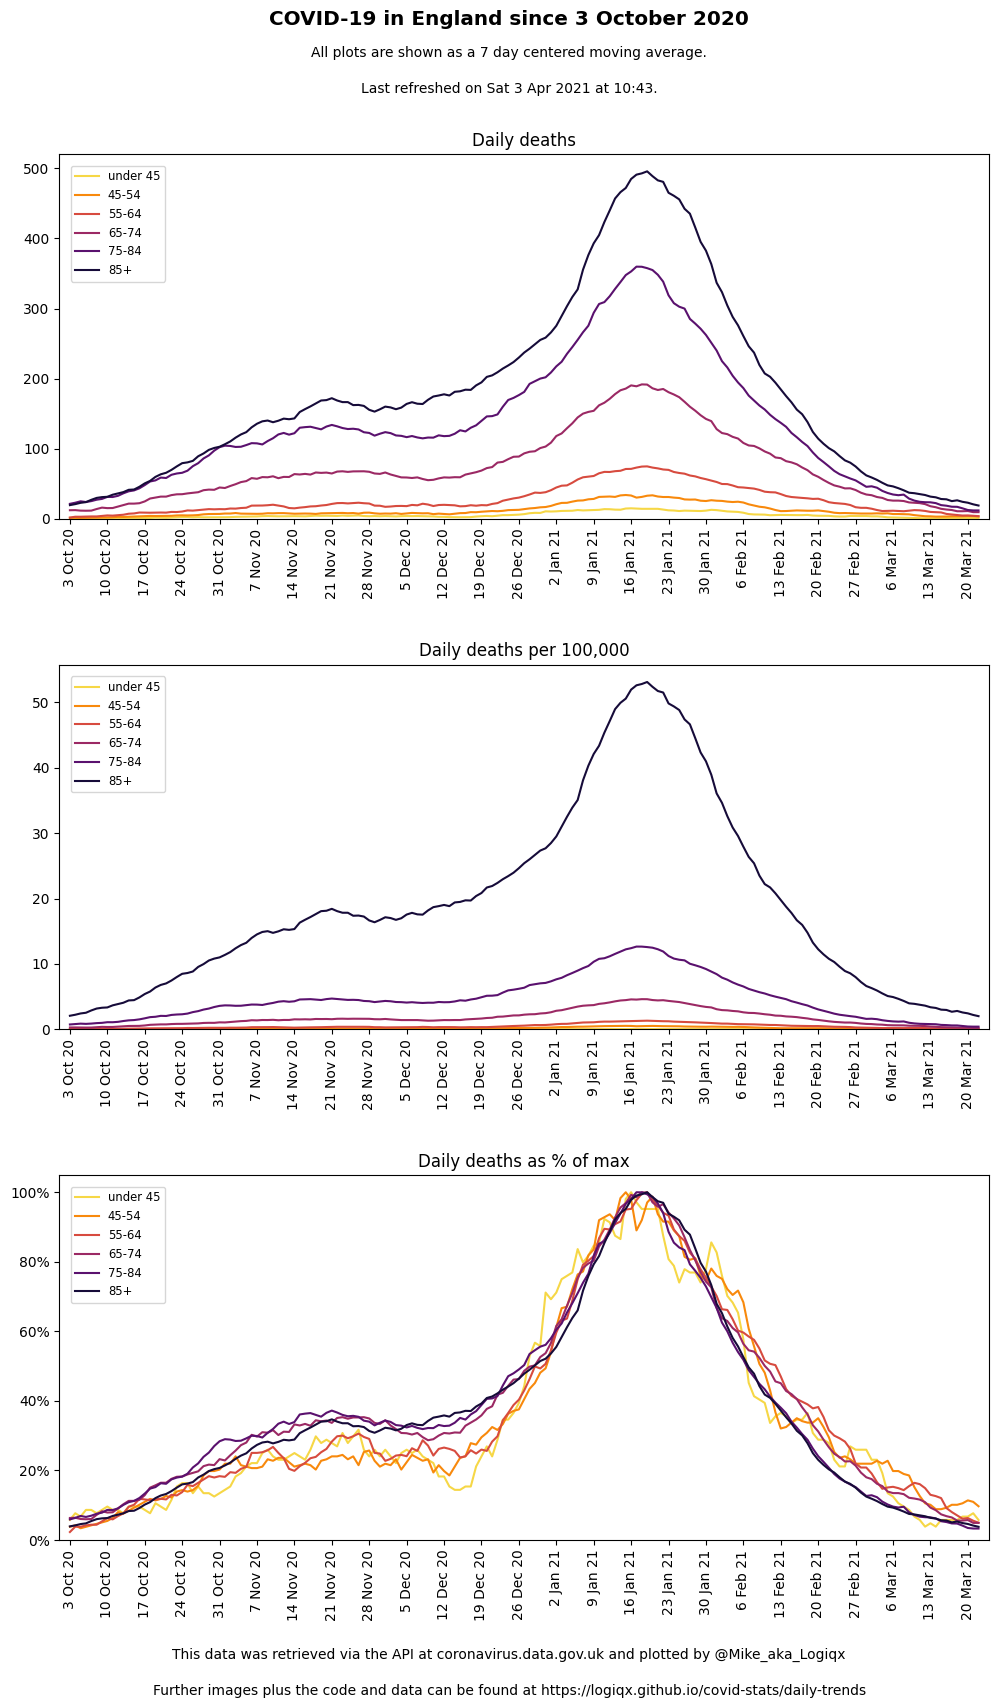 COVID-19 in England since 3 October 2020
All plots are shown as a 7 day centered moving average.
Last refreshed on Sat 3 Apr 2021 at 10:43.
Daily deaths
500
400
300
200
100
0
under 45
45-54
55-64
65-74
75-84
85+
3 Oct 20
10 Oct 20
17 Oct 20
24 Oct 20
31 Oct 20
7 Nov 20
14 Nov 20
21 Nov 20
28 Nov 20
5 Dec 20
12 Dec 20
19 Dec 20
26 Dec 20
2 Jan 21
9 Jan 21
16 Jan 21
23 Jan 21
30 Jan 21
6 Feb 21
13 Feb 21
20 Feb 21
27 Feb 21
6 Mar 21
13 Mar 21
20 Mar 21
Daily deaths per 100,000
50
40
30
20
10
0
under 45
45-54
55-64
65-74
75-84
85+
3 Oct 20
10 Oct 20
17 Oct 20
24 Oct 20
31 Oct 20
7 Nov 20
14 Nov 20
21 Nov 20
28 Nov 20
5 Dec 20
12 Dec 20
19 Dec 20
26 Dec 20
2 Jan 21
9 Jan 21
16 Jan 21
23 Jan 21
30 Jan 21
6 Feb 21
13 Feb 21
20 Feb 21
27 Feb 21
6 Mar 21
13 Mar 21
20 Mar 21
Daily deaths as % of max
100%
80%
60%
40%
20%
0%
under 45
45-54
55-64
65-74
75-84
85+
3 Oct 20
10 Oct 20
17 Oct 20
24 Oct 20
31 Oct 20
7 Nov 20
14 Nov 20
21 Nov 20
28 Nov 20
5 Dec 20
12 Dec 20
19 Dec 20
26 Dec 20
2 Jan 21
9 Jan 21
16 Jan 21
23 Jan 21
30 Jan 21
6 Feb 21
13 Feb 21
20 Feb 21
27 Feb 21
6 Mar 21
13 Mar 21
20 Mar 21
This data was retrieved via the API at coronavirus.data.gov.uk and plotted by @Mike_aka_Logiqx
Further images plus the code and data can be found at https://logiqx.github.io/covid-stats/daily-trends